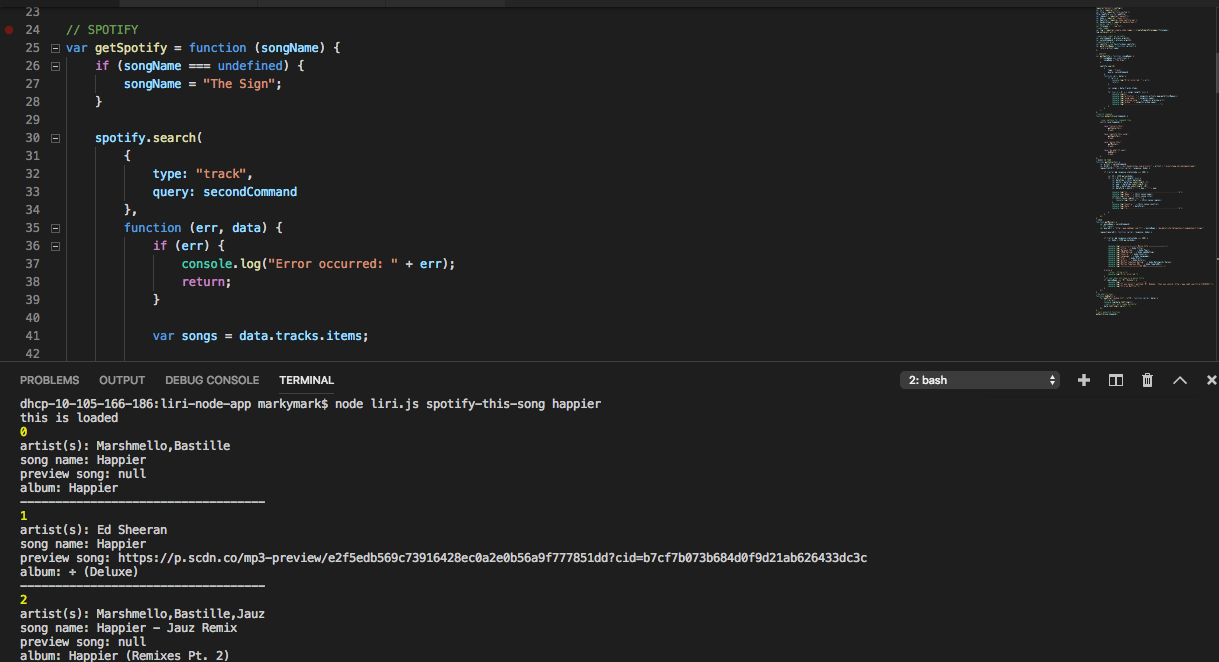 23
24 // SPOTIFY
25 var getSpotify = function (songName) {
26 if (songName === undefined) {
27 songName = "The Sign";
28 }
29
30 spotify.search(
31 {
32 type: "track",
33 query: secondCommand
34 },
35 function (err, data) {
36 if (err) {
37 console.log("Error occurred: " + err);
38 return;
39 }
40
41 var songs = data.tracks.items;
42
PROBLEMS OUTPUT DEBUG CONSOLE TERMINAL 2: bash
dhcp-10-105-166-186:liri-node-app markymark$ node liri.js spotify-this-song happier
this is loaded
0
artist(s): Marshmello,Bastille
song name: Happier
preview song: null
album: Happier
-----------------------------------
1
artist(s): Ed Sheeran
song name: Happier
preview song: https://p.scdn.co/mp3-preview/e2f5edb569c73916428ec0a2e0b56a9f777851dd?cid=b7cf7b073b684d0f9d21ab626433dc3c
album: + (Deluxe)
-----------------------------------
2
artist(s): Marshmello,Bastille,Jauz
song name: Happier - Jauz Remix
preview song: null
album: Happier (Remixes Pt. 2)